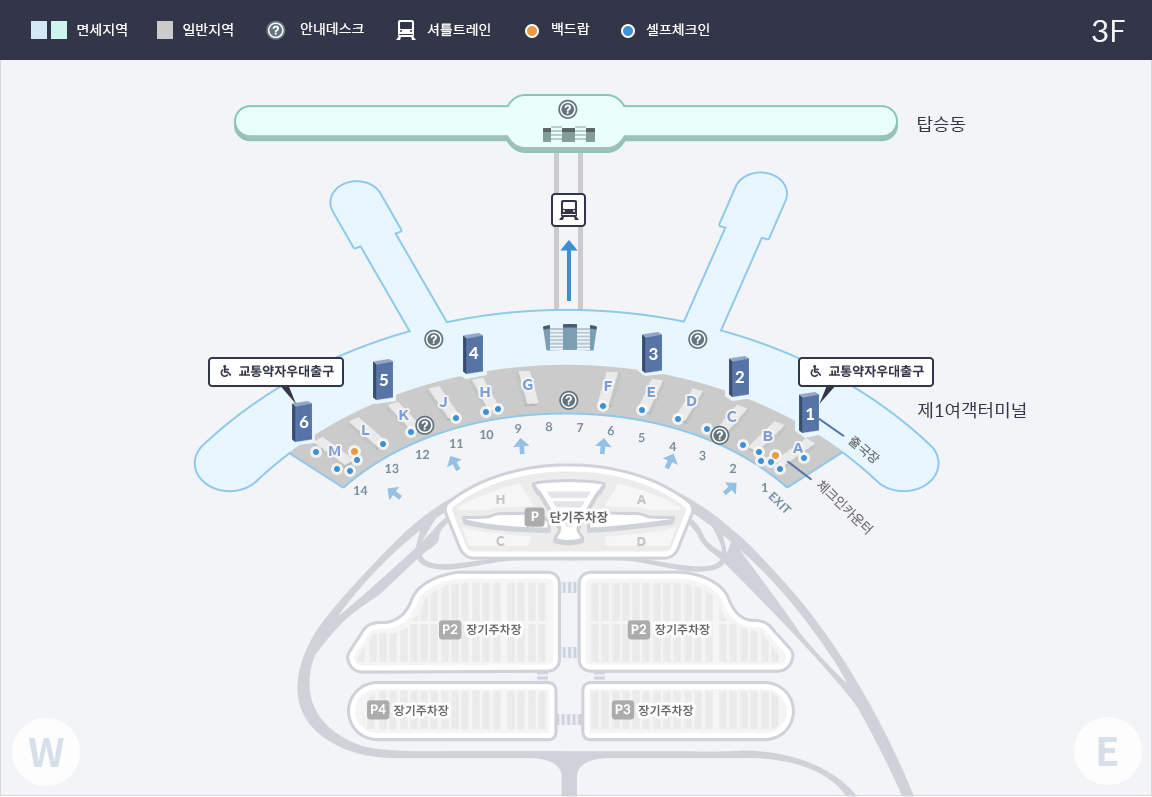 면세지역 일반지역 ? 안내데스크 셔틀트레인 백드랍 셀프체크인 3F
?
탑승동
? ?
4 3
교통약자우대출구 5 2 교통약자우대출구
6 1
제1여객터미널
M L K J H G F E D C B A
? ? ?
출국장
체크인카운터
14 13 12 11 10 9 8 7 6 5 4 3 2 1 EXIT
H A
P 단기주차장
C D
P2 장기주차장 P2 장기주차장
P4 장기주차장 P3 장기주차장
W E